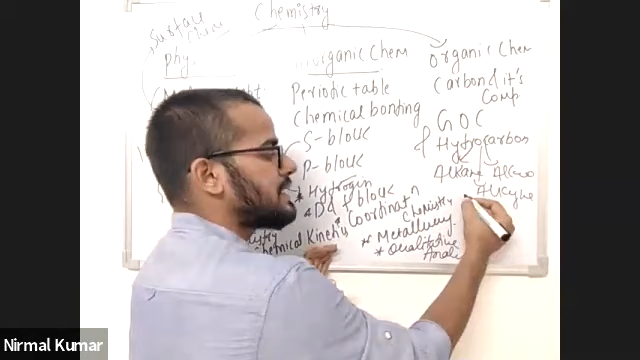 Chemistry
Surface
Chem
Phy.
Inorganic Chem
Organic Chem
Periodic table
Carbon & it's
Comp
Chemical bonding
GOC
S-block
Hydrocarbon
P-block
Alkane Alkene
* Hydrogen
Alkyne
* D & f block
* Coordination
Chemistry
Chemical Kinetics
* Metallurgy
* Qualitative
Nirmal Kumar